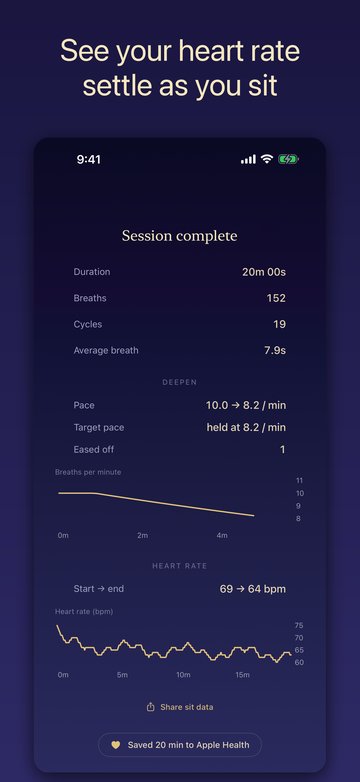 See your heart rate
settle as you sit
9:41
Session complete
Duration 20m 00s
Breaths 152
Cycles 19
Average breath 7.9s
DEEPEN
Pace 10.0 → 8.2 / min
Target pace held at 8.2 / min
Eased off 1
Breaths per minute
11
10
9
8
0m 2m 4m
HEART RATE
Start → end 69 → 64 bpm
Heart rate (bpm)
75
70
65
60
0m 5m 10m 15m
Share sit data
Saved 20 min to Apple Health